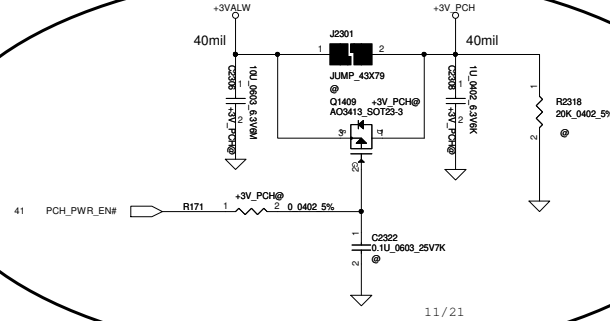 +3VALW
+3V_PCH
40mil
J2301
40mil
1
2
JUMP_43X79
@
C2306
10U_0603_6.3V6M
+3V_PCH@
1
2
Q1409
+3V_PCH@
AO3413_SOT23-3
C2308
1U_0402_6.3V6K
+3V_PCH@
1
2
R2318
20K_0402_5%
@
1
2
+3V_PCH@
41
PCH_PWR_EN#
R171
1
2
0_0402_5%
C2322
0.1U_0603_25V7K
@
1
2
11/21